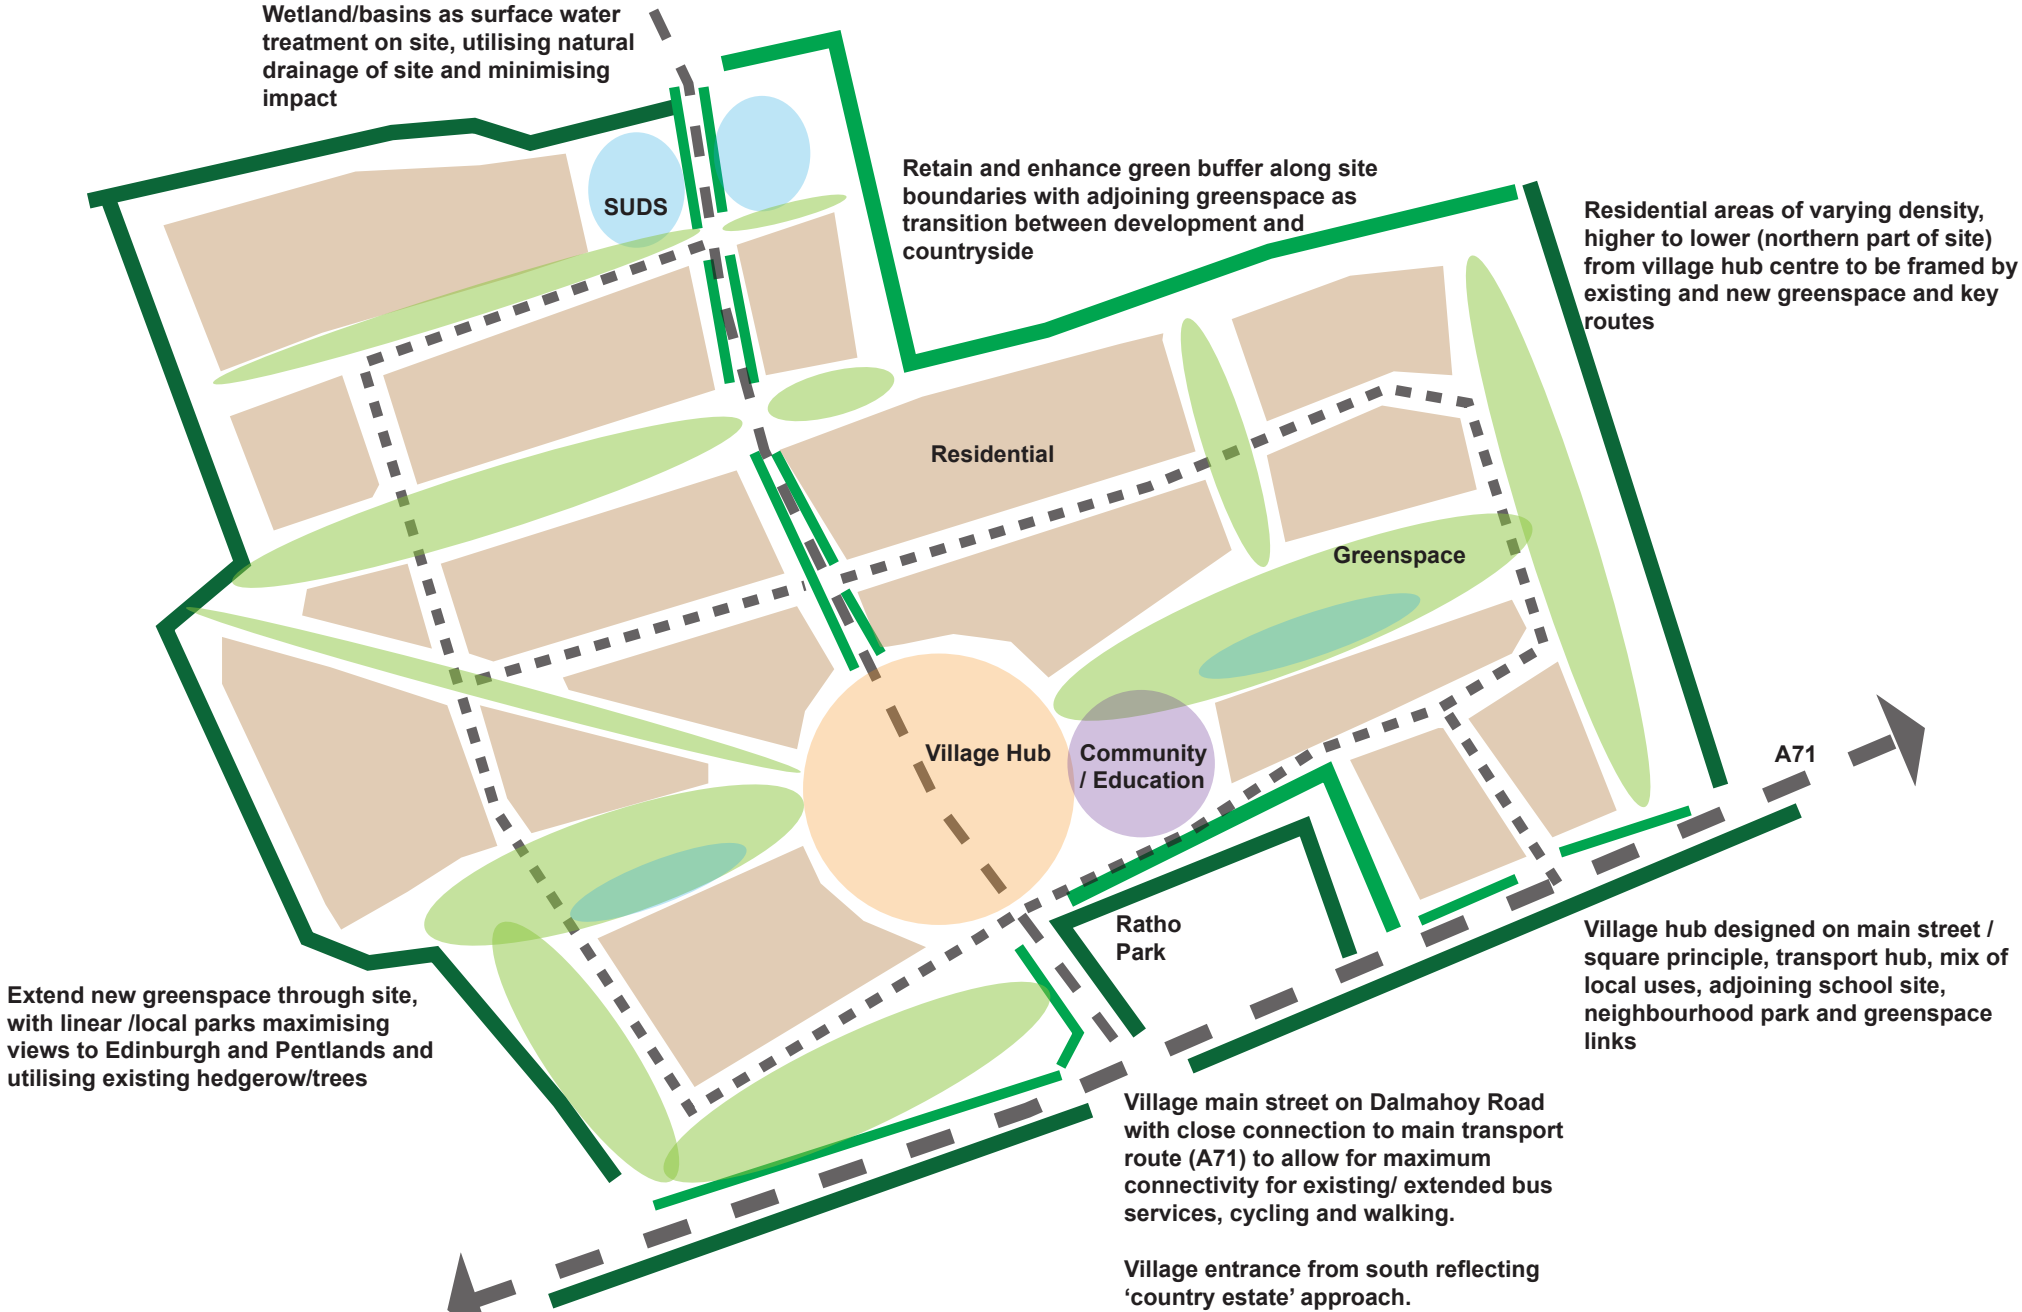 Wetland/basins as surface water
treatment on site, utilising natural
drainage of site and minimising
impact
SUDS
Retain and enhance green buffer along site
boundaries with adjoining greenspace as
transition between development and
countryside
Residential areas of varying density,
higher to lower (northern part of site)
from village hub centre to be framed by
existing and new greenspace and key
routes
Residential
Greenspace
Village Hub
Community
/ Education
A71
Ratho
Park
Village hub designed on main street /
square principle, transport hub, mix of
local uses, adjoining school site,
neighbourhood park and greenspace
links
Extend new greenspace through site,
with linear /local parks maximising
views to Edinburgh and Pentlands and
utilising existing hedgerow/trees
Village main street on Dalmahoy Road
with close connection to main transport
route (A71) to allow for maximum
connectivity for existing/ extended bus
services, cycling and walking.
Village entrance from south reflecting
‘country estate’ approach.